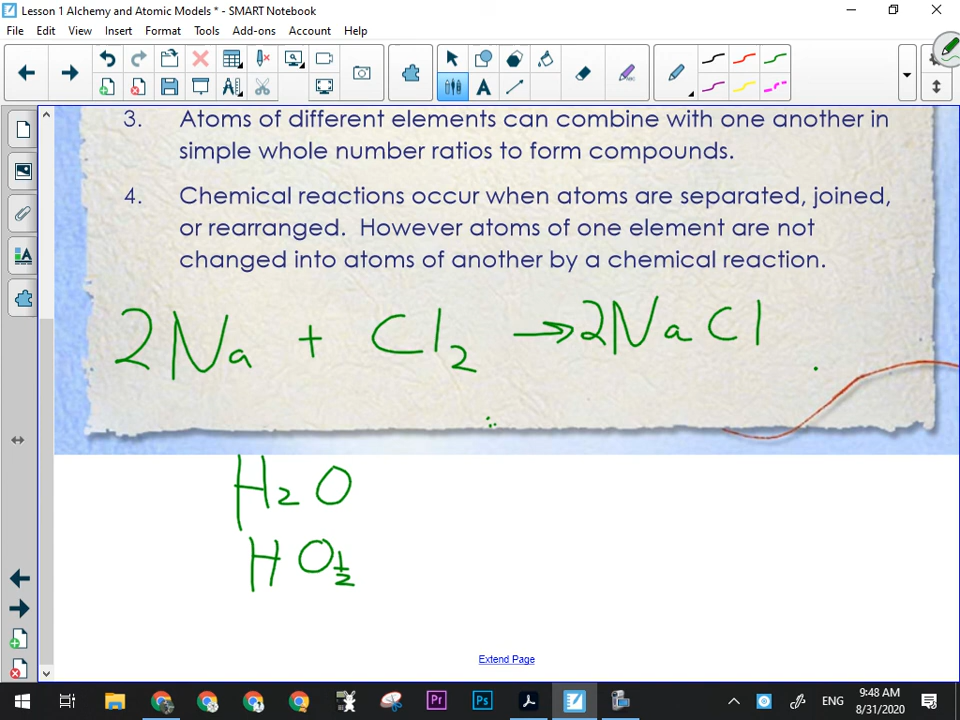 Lesson 1 Alchemy and Atomic Models * - SMART Notebook
File Edit View Insert Format Tools Add-ons Account Help
3. Atoms of different elements can combine with one another in
simple whole number ratios to form compounds.
4. Chemical reactions occur when atoms are separated, joined,
or rearranged. However atoms of one element are not
changed into atoms of another by a chemical reaction.
2Na + Cl₂ → 2NaCl
H₂O
HO½
Extend Page
Pr Ps ENG 9:48 AM
8/31/2020